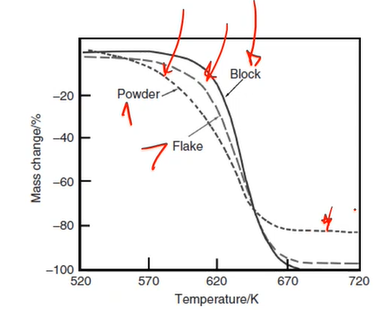 Block
Powder
Flake
Mass change/%
–20
–40
–60
–80
–100
520 570 620 670 720
Temperature/K